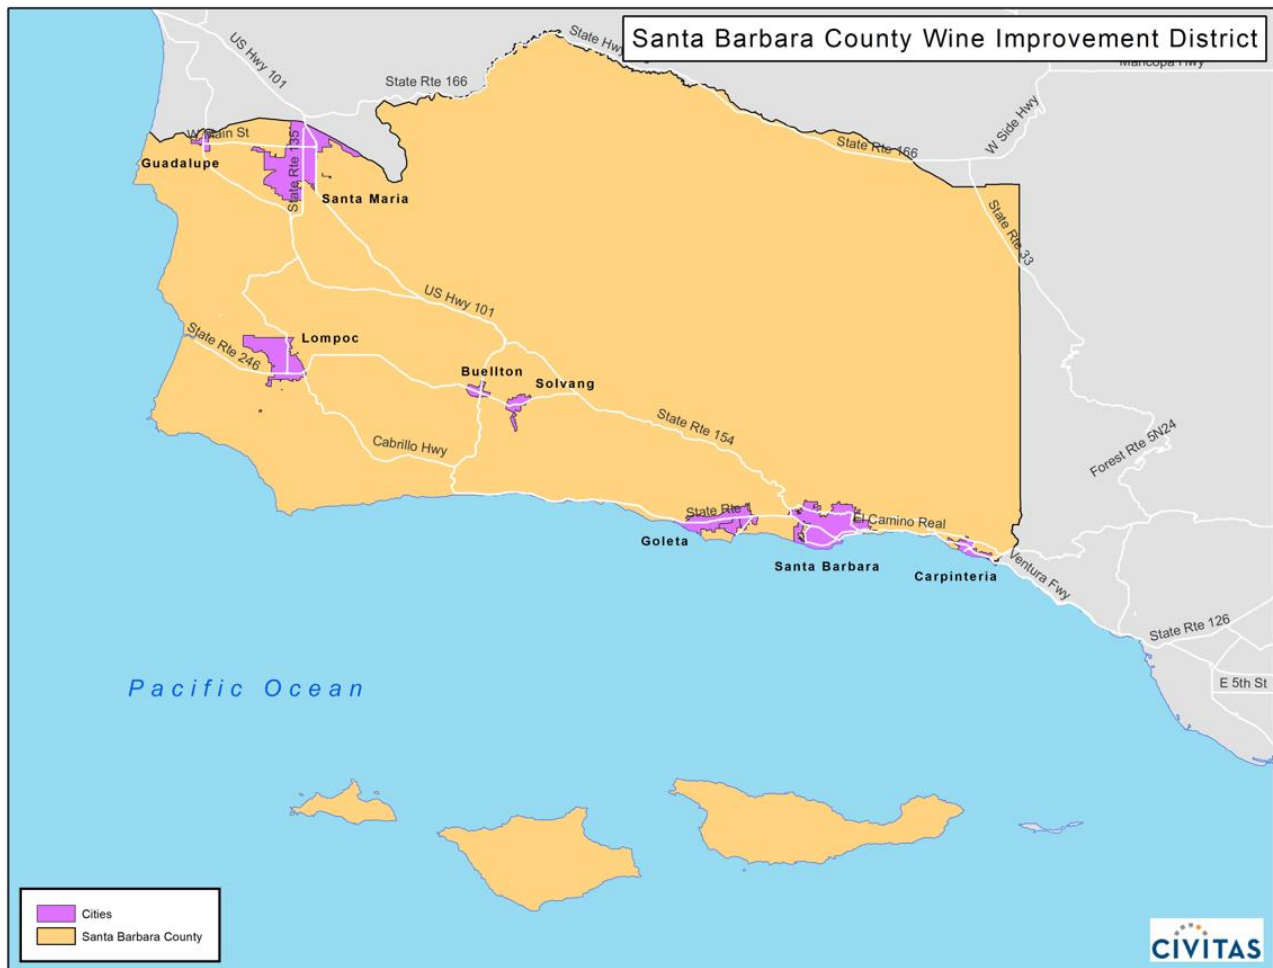 Santa Barbara County Wine Improvement District
US Hwy 101
State Hwy
State Rte 166
Maricopa Hwy
W Side Hwy
W Main St
State Rte 135
State Rte 166
Guadalupe
Santa Maria
State Rte 33
US Hwy 101
Lompoc
State Rte 246
Buellton
Solvang
State Rte 154
Cabrillo Hwy
Forest Rte 5N24
State Rte
El Camino Real
Goleta
Santa Barbara
Carpinteria
Ventura Fwy
State Rte 126
E 5th St
Pacific Ocean
Cities
Santa Barbara County
CIVITAS